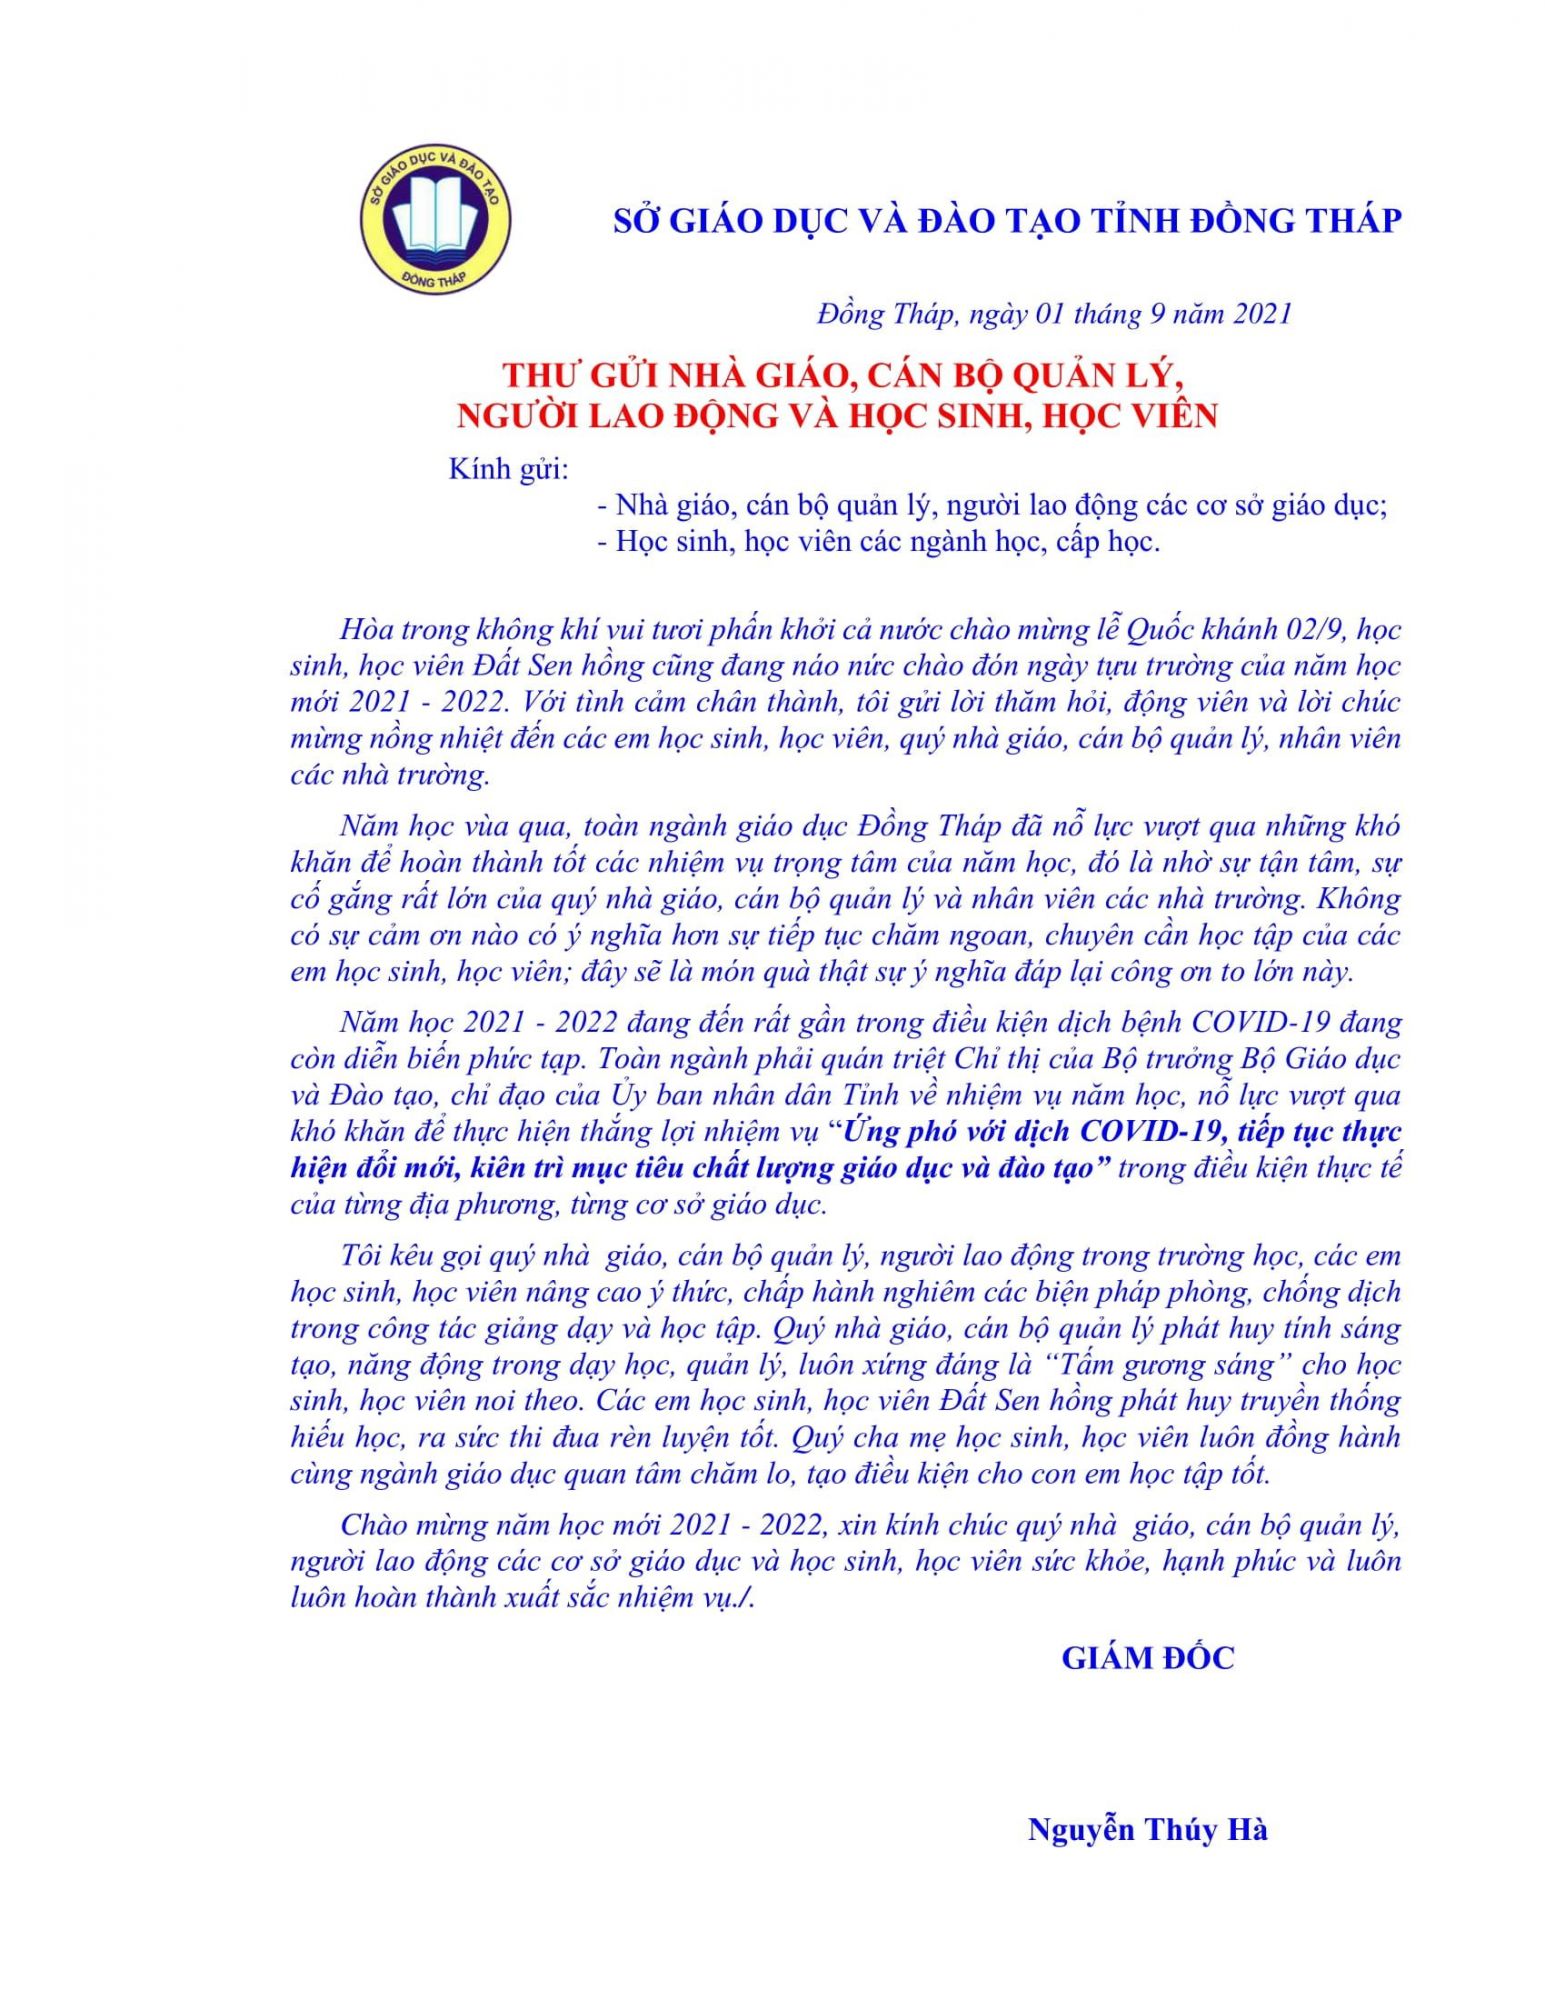 SỞ GIÁO DỤC VÀ ĐÀO TẠO
ĐỒNG THÁP
SỞ GIÁO DỤC VÀ ĐÀO TẠO TỈNH ĐỒNG THÁP
Đồng Tháp, ngày 01 tháng 9 năm 2021
THƯ GỬI NHÀ GIÁO, CÁN BỘ QUẢN LÝ,
NGƯỜI LAO ĐỘNG VÀ HỌC SINH, HỌC VIÊN
Kính gửi:
- Nhà giáo, cán bộ quản lý, người lao động các cơ sở giáo dục;
- Học sinh, học viên các ngành học, cấp học.
Hòa trong không khí vui tươi phấn khởi cả nước chào mừng lễ Quốc khánh 02/9, học
sinh, học viên Đất Sen hồng cũng đang náo nức chào đón ngày tựu trường của năm học
mới 2021 - 2022. Với tình cảm chân thành, tôi gửi lời thăm hỏi, động viên và lời chúc
mừng nồng nhiệt đến các em học sinh, học viên, quý nhà giáo, cán bộ quản lý, nhân viên
các nhà trường.
Năm học vùa qua, toàn ngành giáo dục Đồng Tháp đã nỗ lực vượt qua những khó
khăn để hoàn thành tốt các nhiệm vụ trọng tâm của năm học, đó là nhờ sự tận tâm, sự
cố gắng rất lớn của quý nhà giáo, cán bộ quản lý và nhân viên các nhà trường. Không
có sự cảm ơn nào có ý nghĩa hơn sự tiếp tục chăm ngoan, chuyên cần học tập của các
em học sinh, học viên; đây sẽ là món quà thật sự ý nghĩa đáp lại công ơn to lớn này.
Năm học 2021 - 2022 đang đến rất gần trong điều kiện dịch bệnh COVID-19 đang
còn diễn biến phức tạp. Toàn ngành phải quán triệt Chỉ thị của Bộ trưởng Bộ Giáo dục
và Đào tạo, chỉ đạo của Ủy ban nhân dân Tỉnh về nhiệm vụ năm học, nỗ lực vượt qua
khó khăn để thực hiện thắng lợi nhiệm vụ “Ứng phó với dịch COVID-19, tiếp tục thực
hiện đổi mới, kiên trì mục tiêu chất lượng giáo dục và đào tạo” trong điều kiện thực tế
của từng địa phương, từng cơ sở giáo dục.
Tôi kêu gọi quý nhà giáo, cán bộ quản lý, người lao động trong trường học, các em
học sinh, học viên nâng cao ý thức, chấp hành nghiêm các biện pháp phòng, chống dịch
trong công tác giảng dạy và học tập. Quý nhà giáo, cán bộ quản lý phát huy tính sáng
tạo, năng động trong dạy học, quản lý, luôn xứng đáng là “Tấm gương sáng” cho học
sinh, học viên noi theo. Các em học sinh, học viên Đất Sen hồng phát huy truyền thống
hiếu học, ra sức thi đua rèn luyện tốt. Quý cha mẹ học sinh, học viên luôn đồng hành
cùng ngành giáo dục quan tâm chăm lo, tạo điều kiện cho con em học tập tốt.
Chào mừng năm học mới 2021 - 2022, xin kính chúc quý nhà giáo, cán bộ quản lý,
người lao động các cơ sở giáo dục và học sinh, học viên sức khỏe, hạnh phúc và luôn
luôn hoàn thành xuất sắc nhiệm vụ./.
GIÁM ĐỐC
Nguyễn Thúy Hà